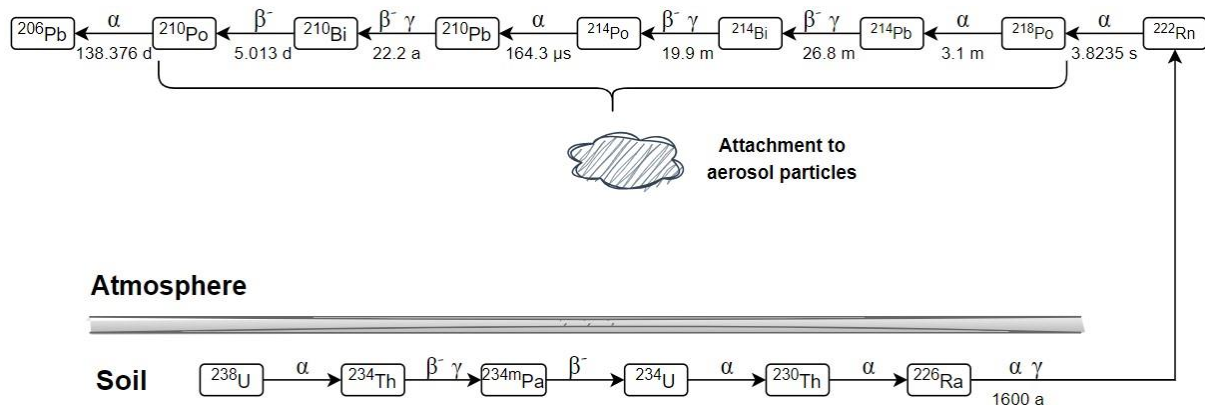 ²⁰⁶Pb α ²¹⁰Po β⁻ ²¹⁰Bi β⁻ γ ²¹⁰Pb α ²¹⁴Po β⁻ γ ²¹⁴Bi β⁻ γ ²¹⁴Pb α ²¹⁸Po α ²²²Rn
138.376 d 5.013 d 22.2 a 164.3 µs 19.9 m 26.8 m 3.1 m 3.8235 s
Attachment to
aerosol particles
Atmosphere
Soil ²³⁸U α ²³⁴Th β⁻ γ ²³⁴ᵐPa β⁻ ²³⁴U α ²³⁰Th α ²²⁶Ra α γ
1600 a